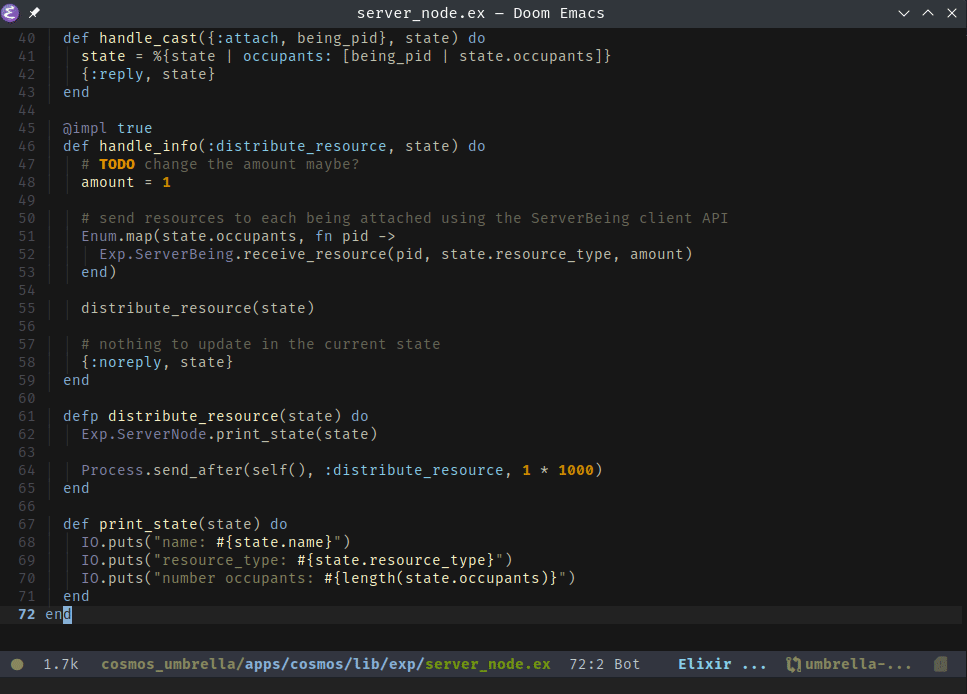 server_node.ex — Doom Emacs
40 def handle_cast({:attach, being_pid}, state) do
41 state = %{state | occupants: [being_pid | state.occupants]}
42 {:reply, state}
43 end
44
45 @impl true
46 def handle_info(:distribute_resource, state) do
47 # TODO change the amount maybe?
48 amount = 1
49
50 # send resources to each being attached using the ServerBeing client API
51 Enum.map(state.occupants, fn pid ->
52 Exp.ServerBeing.receive_resource(pid, state.resource_type, amount)
53 end)
54
55 distribute_resource(state)
56
57 # nothing to update in the current state
58 {:noreply, state}
59 end
60
61 defp distribute_resource(state) do
62 Exp.ServerNode.print_state(state)
63
64 Process.send_after(self(), :distribute_resource, 1 * 1000)
65 end
66
67 def print_state(state) do
68 IO.puts("name: #{state.name}")
69 IO.puts("resource_type: #{state.resource_type}")
70 IO.puts("number occupants: #{length(state.occupants)}")
71 end
72 end
1.7k cosmos_umbrella/apps/cosmos/lib/exp/server_node.ex 72:2 Bot Elixir ... umbrella-...